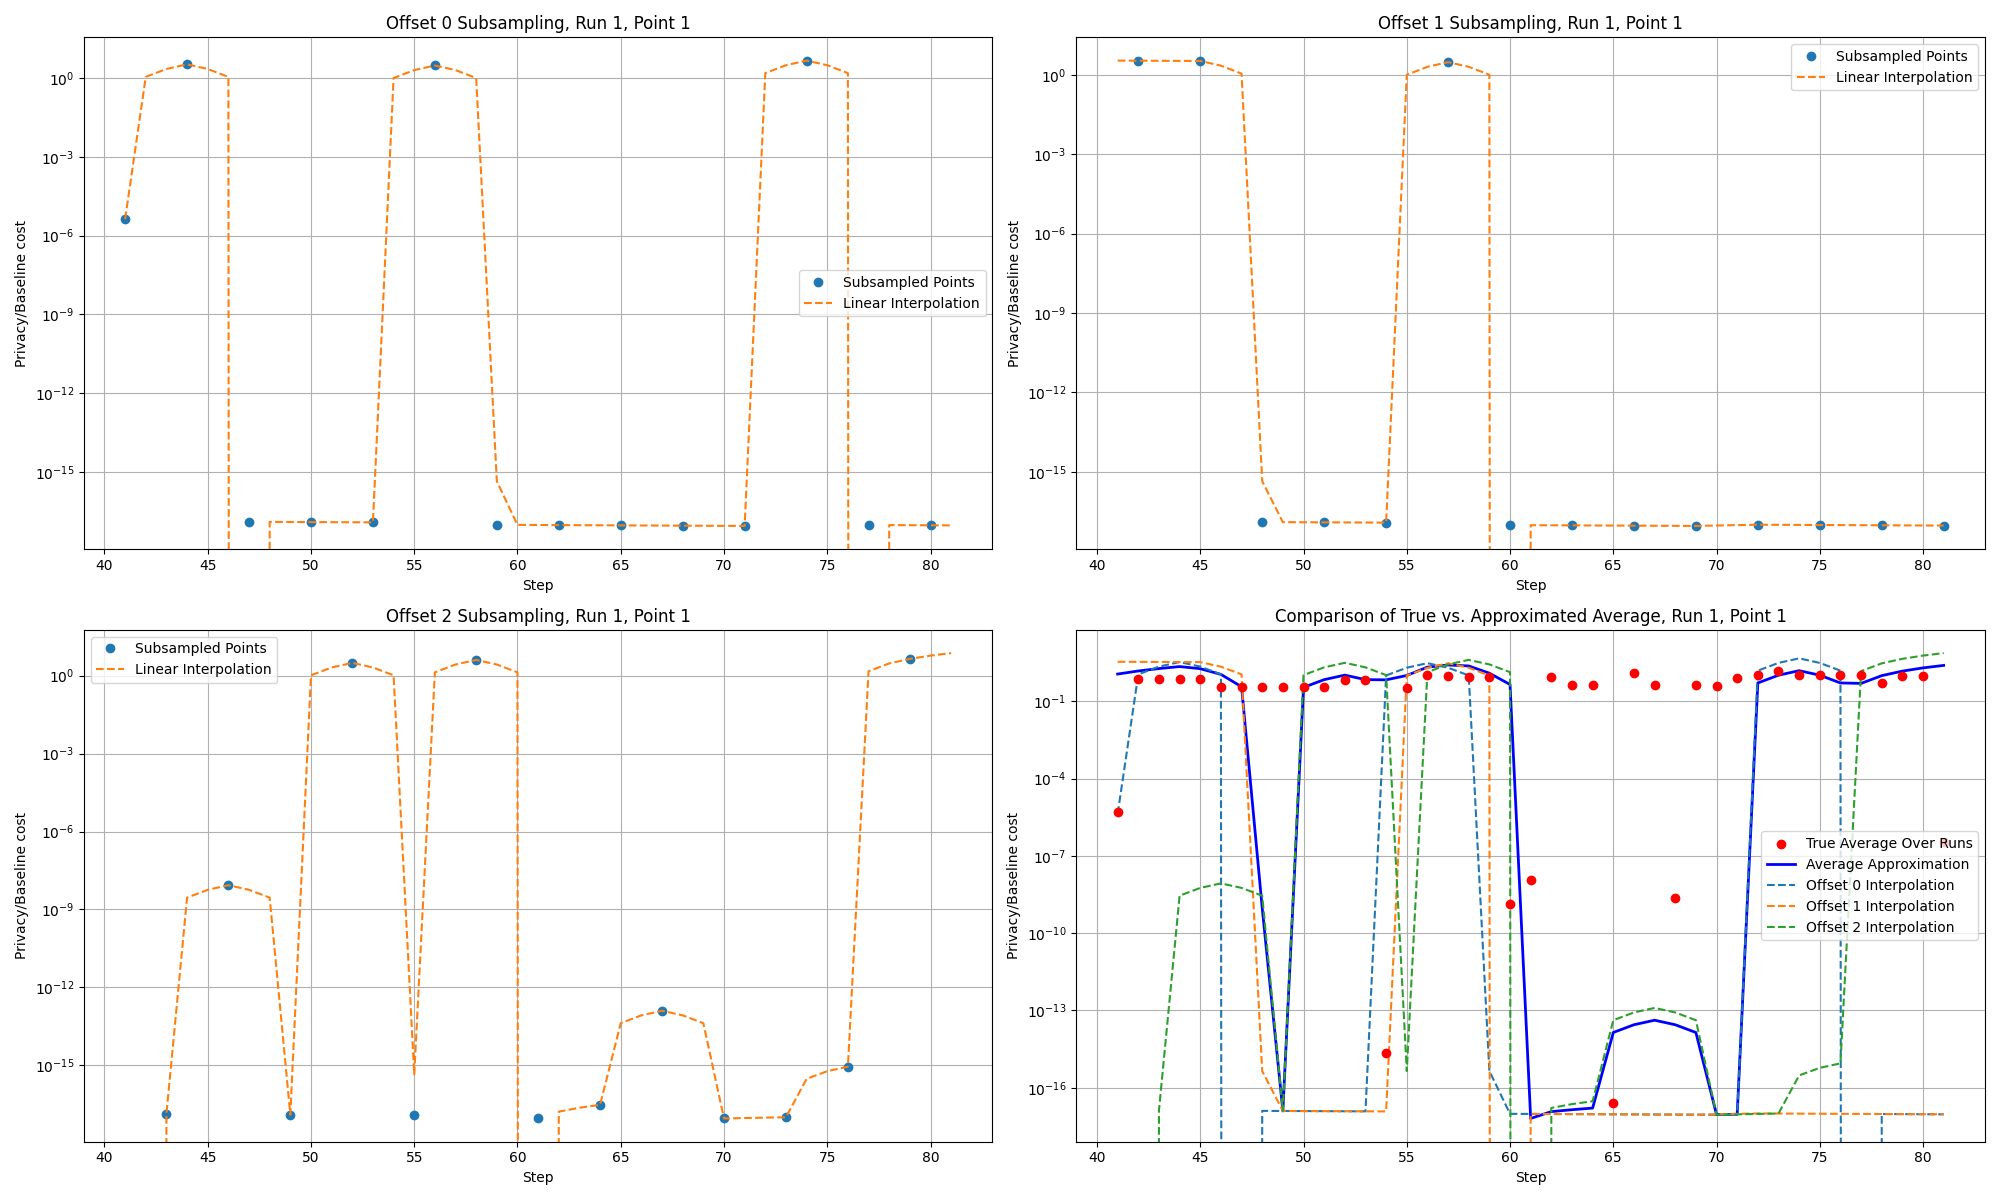 Offset 0 Subsampling, Run 1, Point 1
Privacy/Baseline cost
10^0
10^-3
10^-6
10^-9
10^-12
10^-15
Subsampled Points
Linear Interpolation
40 45 50 55 60 65 70 75 80
Step
Offset 1 Subsampling, Run 1, Point 1
Privacy/Baseline cost
10^0
10^-3
10^-6
10^-9
10^-12
10^-15
Subsampled Points
Linear Interpolation
40 45 50 55 60 65 70 75 80
Step
Offset 2 Subsampling, Run 1, Point 1
Privacy/Baseline cost
10^0
10^-3
10^-6
10^-9
10^-12
10^-15
Subsampled Points
Linear Interpolation
40 45 50 55 60 65 70 75 80
Step
Comparison of True vs. Approximated Average, Run 1, Point 1
Privacy/Baseline cost
10^-1
10^-4
10^-7
10^-10
10^-13
10^-16
True Average Over Runs
Average Approximation
Offset 0 Interpolation
Offset 1 Interpolation
Offset 2 Interpolation
40 45 50 55 60 65 70 75 80
Step